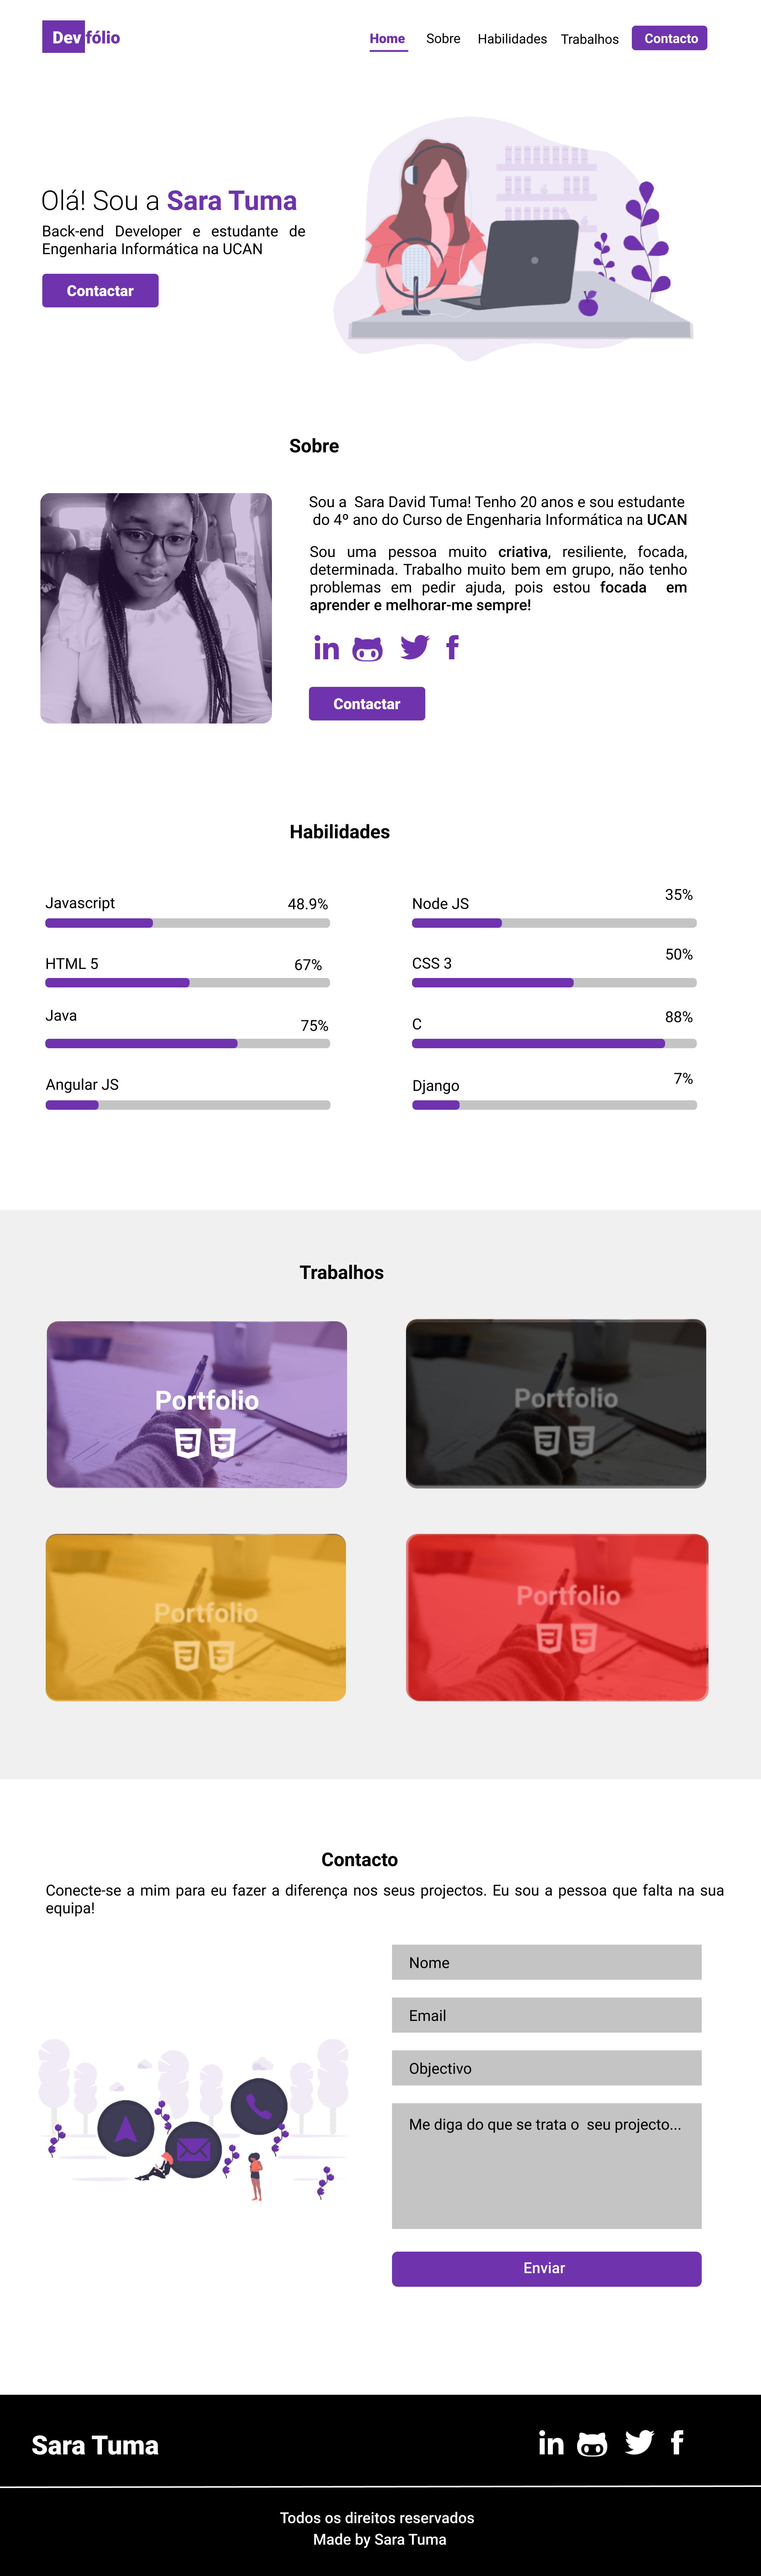 Dev fólio
Home Sobre Habilidades Trabalhos Contacto
Olá! Sou a Sara Tuma
Back-end Developer e estudante de
Engenharia Informática na UCAN
Contactar
Sobre
Sou a Sara David Tuma! Tenho 20 anos e sou estudante
do 4º ano do Curso de Engenharia Informática na UCAN
Sou uma pessoa muito criativa, resiliente, focada,
determinada. Trabalho muito bem em grupo, não tenho
problemas em pedir ajuda, pois estou focada em
aprender e melhorar-me sempre!
in f
Contactar
Habilidades
Javascript 48.9%
Node JS 35%
HTML 5 67%
CSS 3 50%
Java 75%
C 88%
Angular JS
Django 7%
Trabalhos
Portfolio
Portfolio
Portfolio
Portfolio
Contacto
Conecte-se a mim para eu fazer a diferença nos seus projectos. Eu sou a pessoa que falta na sua
equipa!
Nome
Email
Objectivo
Me diga do que se trata o seu projecto...
Enviar
Sara Tuma
in f
Todos os direitos reservados
Made by Sara Tuma